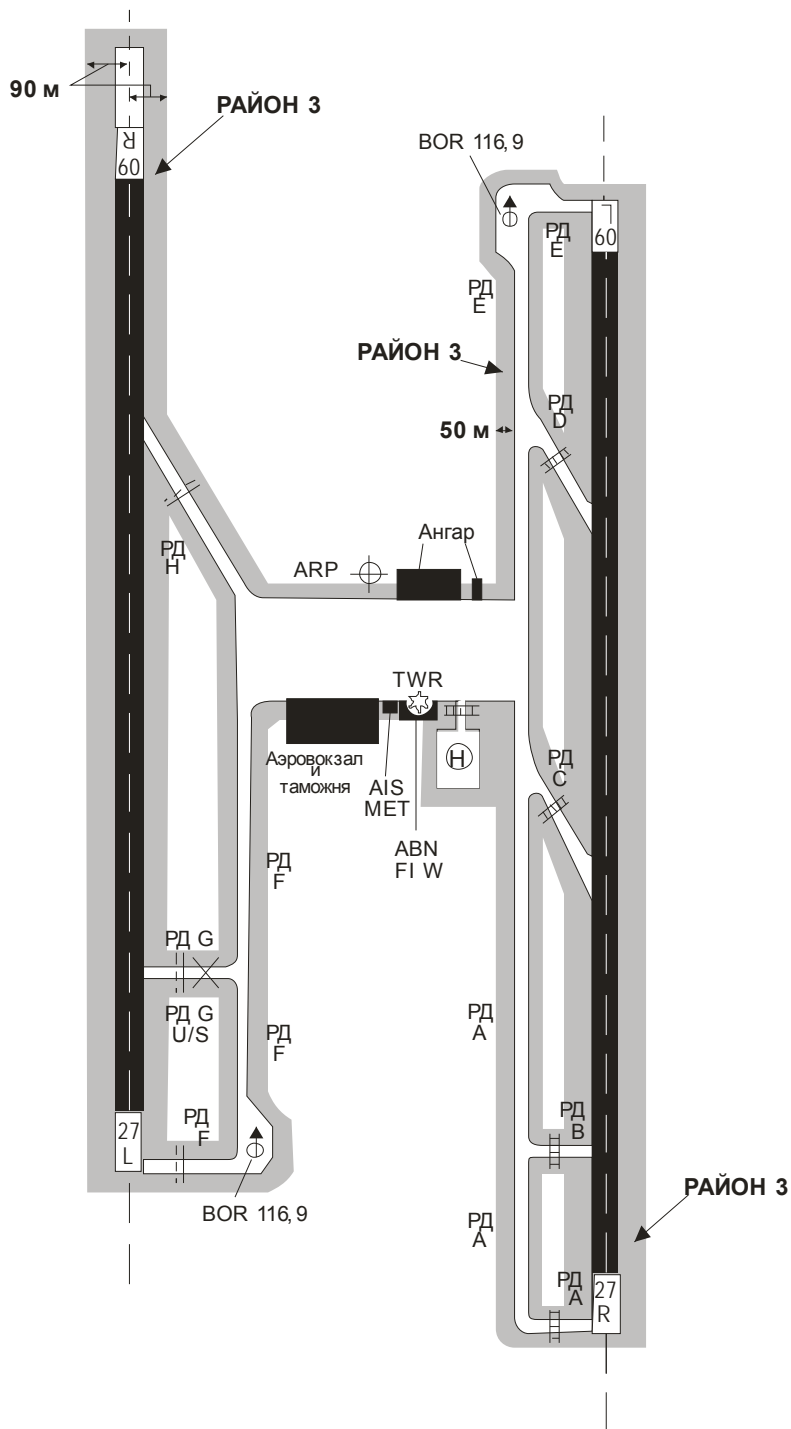 90 м
РАЙОН 3
R
09
BOR 116,9
L
09
РД
E
РД
E
РАЙОН 3
РД
D
50 м
Ангар
РД
H
ARP
TWR
H
РД
C
Аэровокзал
и
таможня
AIS
MET
ABN
FI W
РД
F
РД G
РД G
U/S
РД
A
РД
F
РД
F
27
L
РД
B
РАЙОН 3
BOR 116,9
РД
A
РД
A
27
R